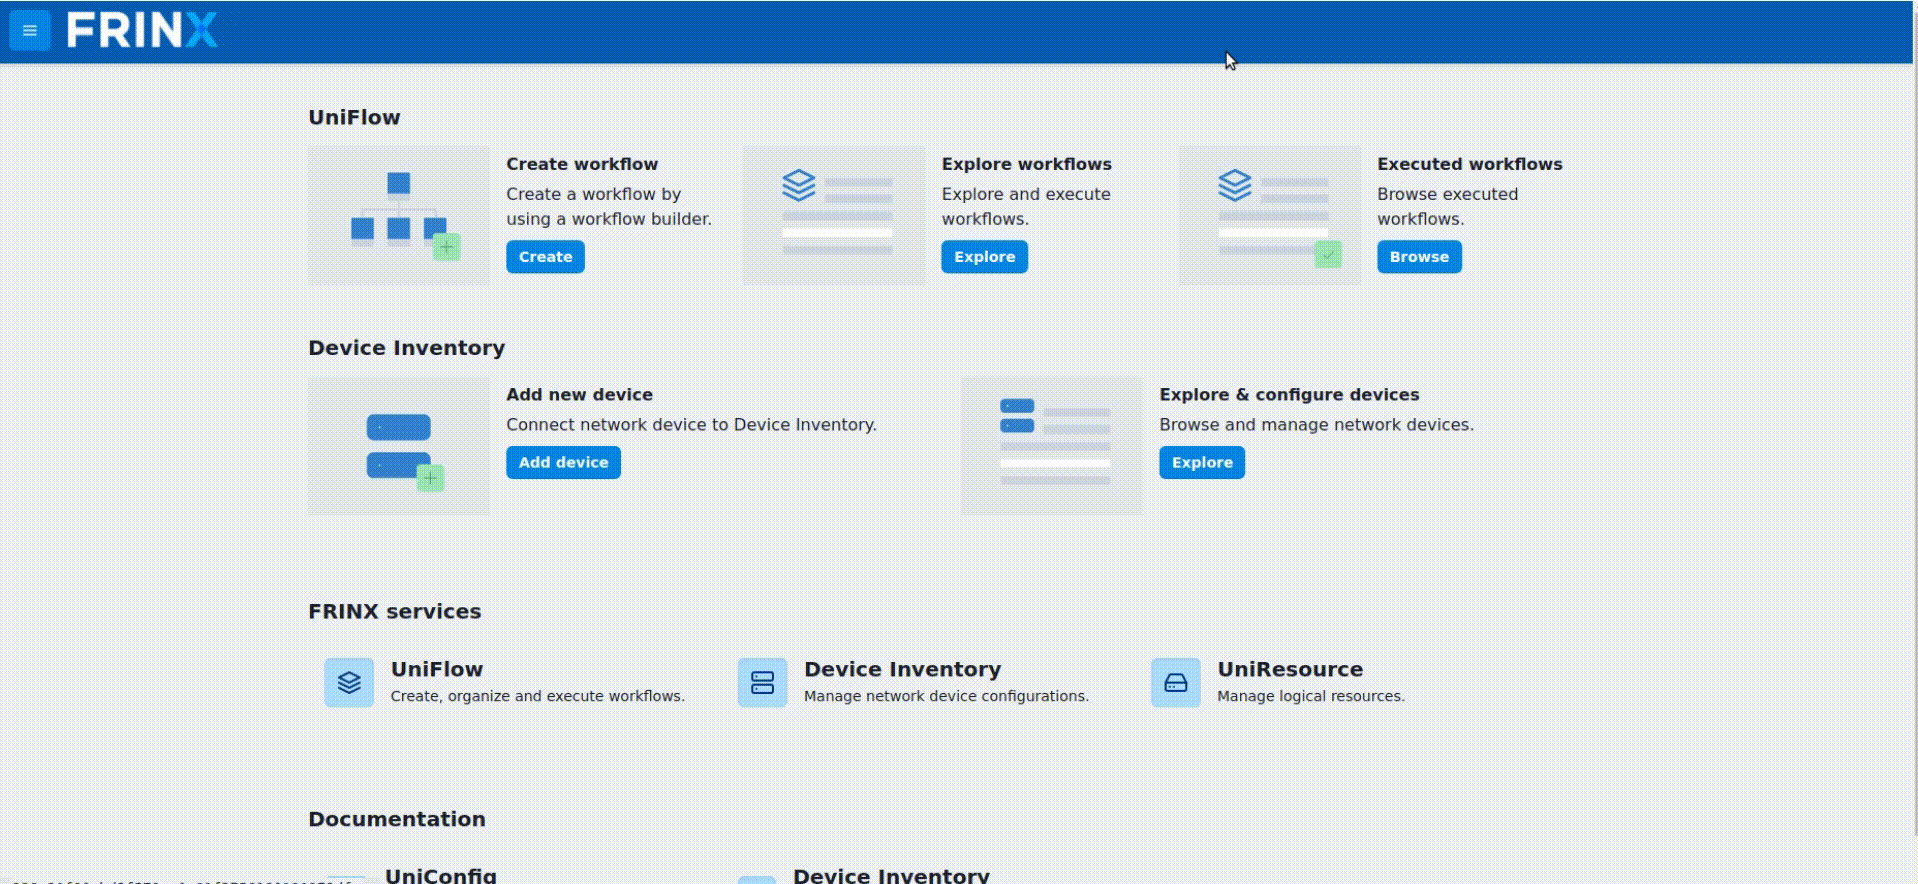 FRINX
UniFlow
Create workflow
Create a workflow by
using a workflow builder.
Create
Explore workflows
Explore and execute
workflows.
Explore
Executed workflows
Browse executed
workflows.
Browse
Device Inventory
Add new device
Connect network device to Device Inventory.
Add device
Explore & configure devices
Browse and manage network devices.
Explore
FRINX services
UniFlow
Create, organize and execute workflows.
Device Inventory
Manage network device configurations.
UniResource
Manage logical resources.
Documentation
UniConfig
Device Inventory